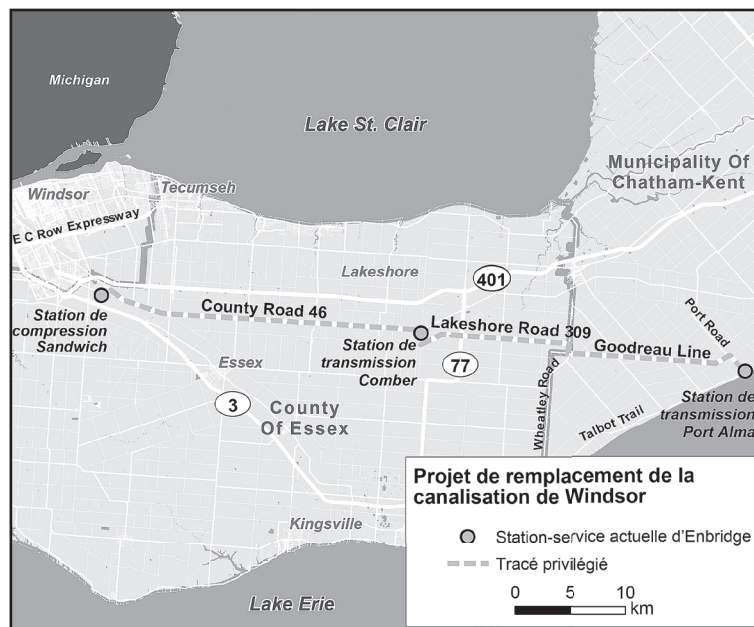 Michigan
Lake St. Clair
Municipality Of
Chatham-Kent
Windsor
Tecumseh
E C Row Expressway
Lakeshore
401
Port Road
County Road 46
Lakeshore Road 309
Goodreau Line
Station de
compression
Sandwich
Station de
transmission
Comber
Essex
77
Wheatley Road
Station de
transmission
Port Alma
3
County
Of Essex
Talbot Trail
Kingsville
Lake Erie
Projet de remplacement de la
canalisation de Windsor
Station-service actuelle d'Enbridge
Tracé privilégié
0 5 10
km